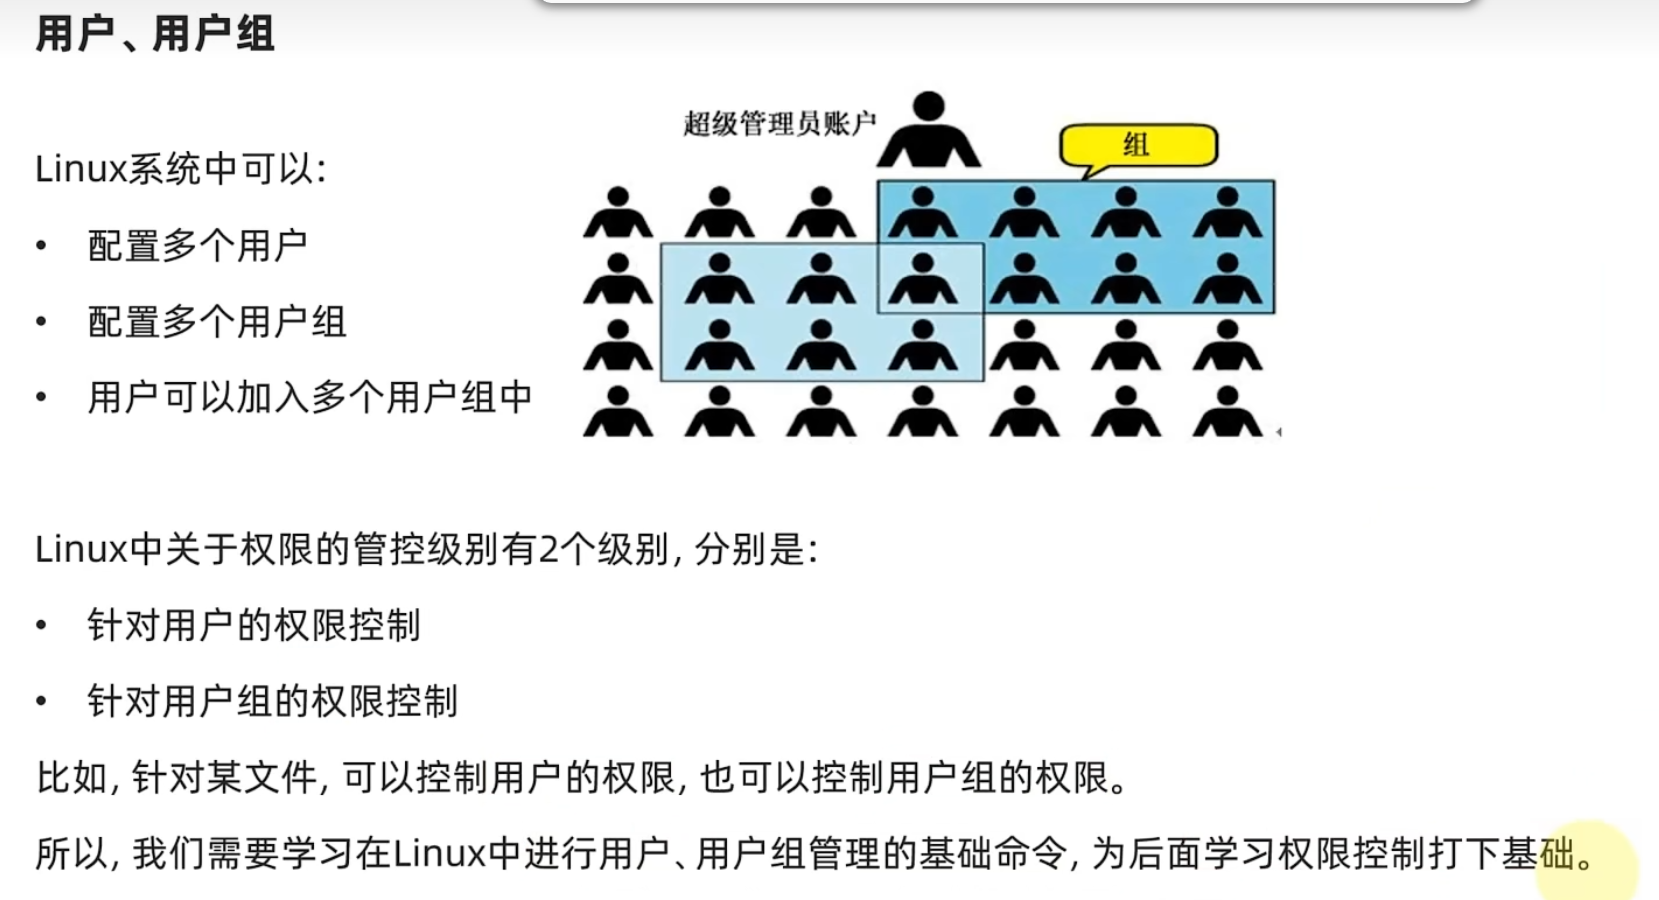 用户、用户组
超级管理员账户
组
Linux系统中可以:
• 配置多个用户
• 配置多个用户组
• 用户可以加入多个用户组中
Linux中关于权限的管控级别有2个级别, 分别是:
• 针对用户的权限控制
• 针对用户组的权限控制
比如, 针对某文件, 可以控制用户的权限, 也可以控制用户组的权限。
所以, 我们需要学习在Linux中进行用户、用户组管理的基础命令, 为后面学习权限控制打下基础。